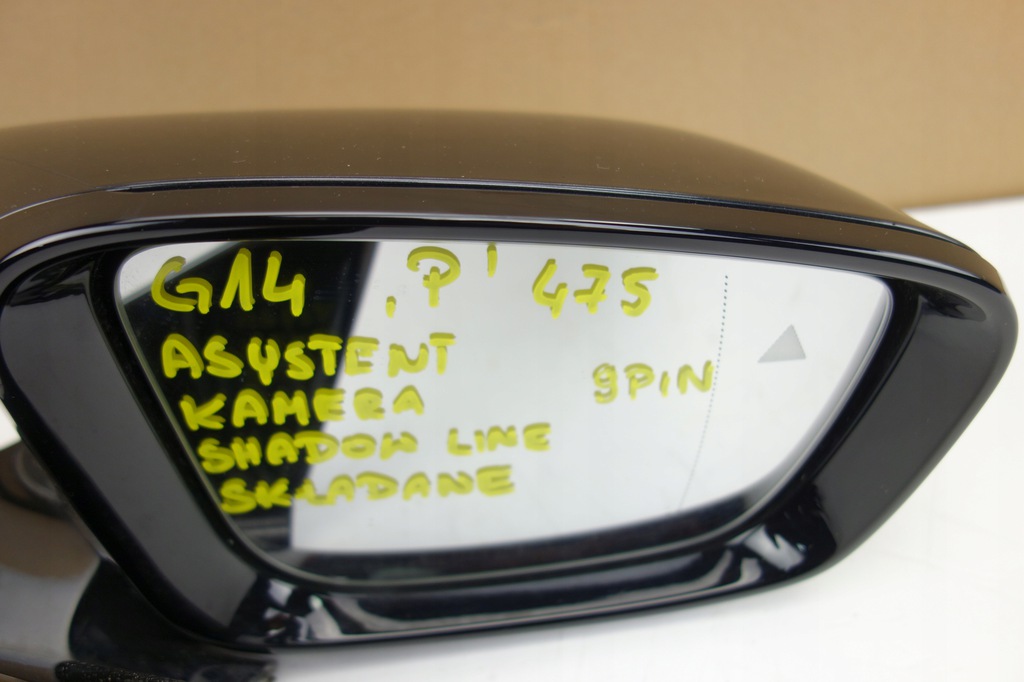 G14 ,P' 475
ASYSTENT
KAMERA 9PIN
SHADOW LINE
SKŁADANE